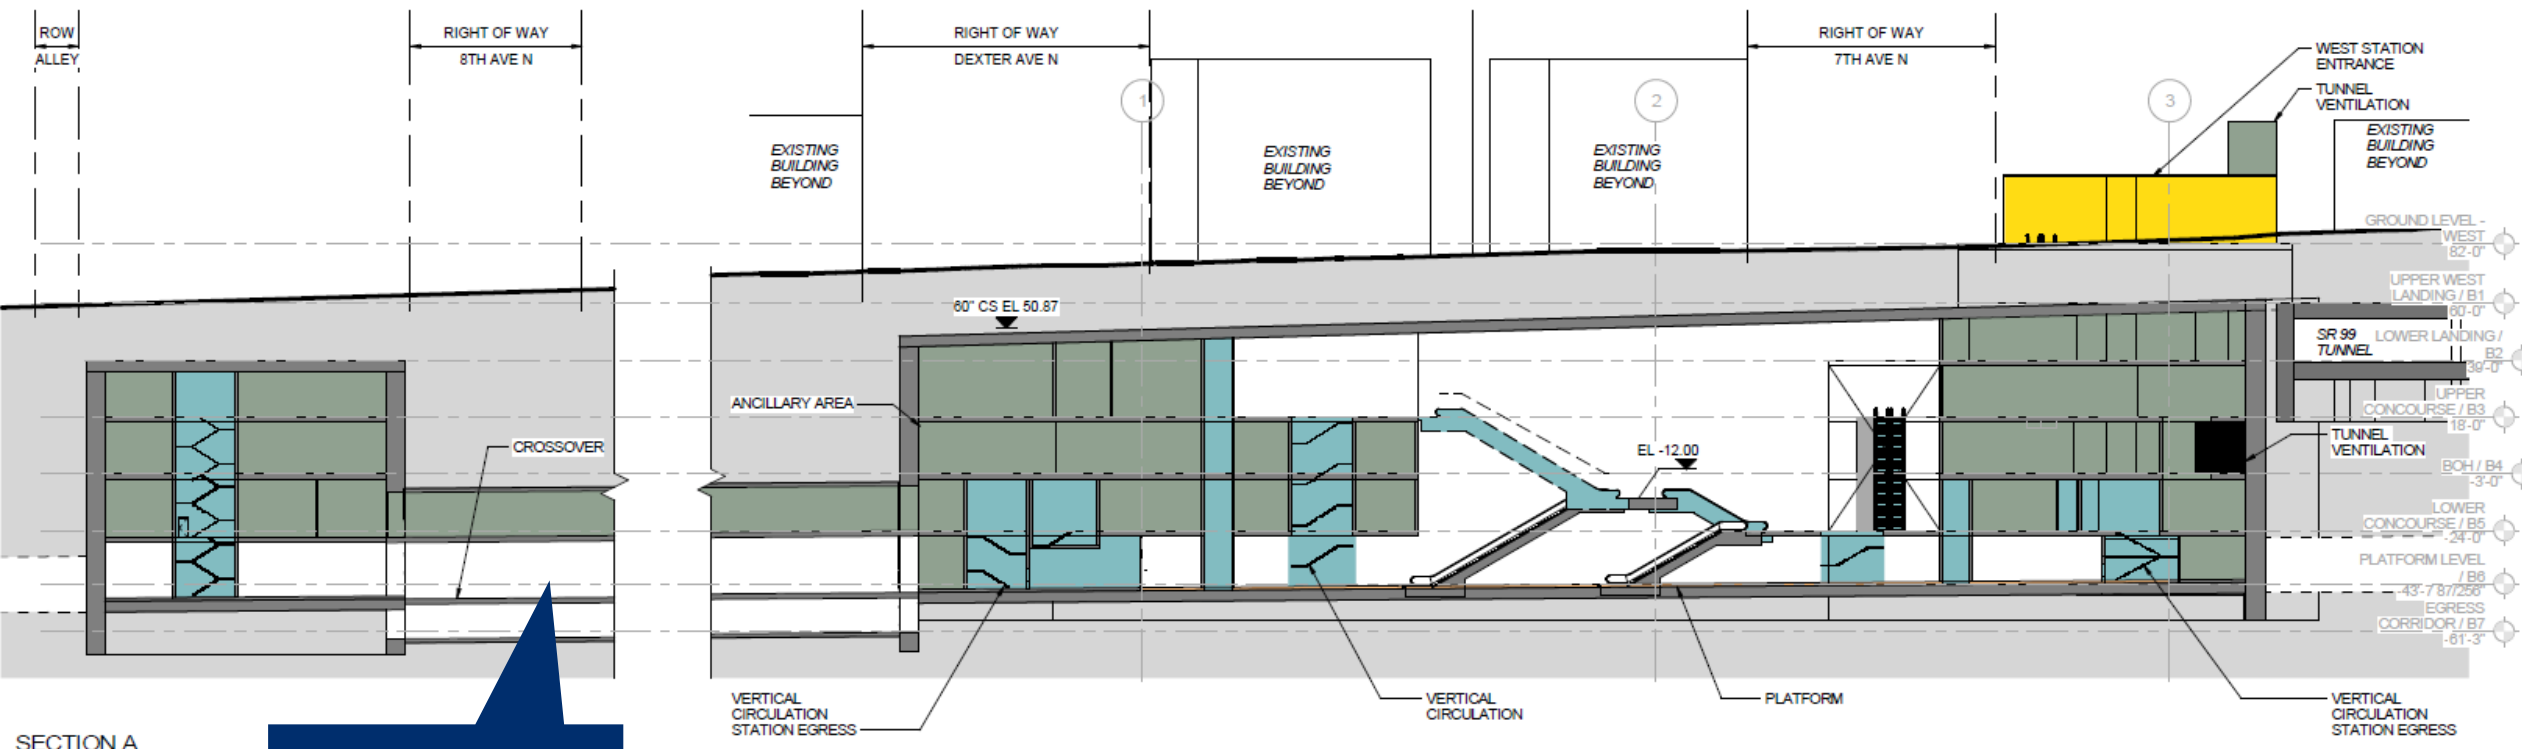 ROW
ALLEY
RIGHT OF WAY
8TH AVE N
RIGHT OF WAY
DEXTER AVE N
RIGHT OF WAY
7TH AVE N
WEST STATION
ENTRANCE
TUNNEL
VENTILATION
1
2
3
EXISTING
BUILDING
BEYOND
EXISTING
BUILDING
BEYOND
EXISTING
BUILDING
BEYOND
EXISTING
BUILDING
BEYOND
GROUND LEVEL -
WEST
82'-0"
UPPER WEST
LANDING / B1
60'-0"
60" CS EL 50.87
SR 99
TUNNEL
LOWER LANDING /
B2
39'-0"
ANCILLARY AREA
UPPER
CONCOURSE / B3
18'-0"
CROSSOVER
EL -12.00
TUNNEL
VENTILATION
BOH / B4
-3'-0"
LOWER
CONCOURSE / B5
-24'-0"
PLATFORM LEVEL
/ B6
-43'-7 87/256"
EGRESS
CORRIDOR / B7
-61'-3"
VERTICAL
CIRCULATION
STATION EGRESS
VERTICAL
CIRCULATION
PLATFORM
VERTICAL
CIRCULATION
STATION EGRESS
SECTION A